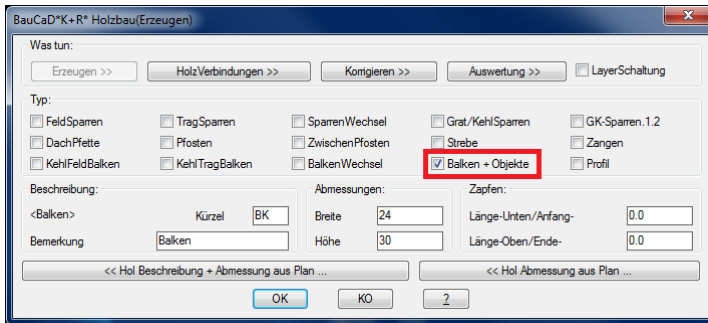 BauCaD*K+R* Holzbau(Erzeugen)
x
Was tun:
Erzeugen >> HolzVerbindungen >> Korrigieren >> Auswertung >> LayerSchaltung
Typ:
FeldSparren TragSparren SparrenWechsel Grat/KehlSparren GK-Sparren.1.2
DachPfette Pfosten ZwischenPfosten Strebe Zangen
KehlFeldBalken KehlTragBalken BalkenWechsel Balken + Objekte Profil
Beschreibung: Abmessungen: Zapfen:
<Balken> Kürzel BK Breite 24 Länge-Unten/Anfang- 0.0
Bemerkung Balken Höhe 30 Länge-Oben/Ende- 0.0
<< Hol Beschreibung + Abmessung aus Plan ... << Hol Abmessung aus Plan ...
OK KO ?